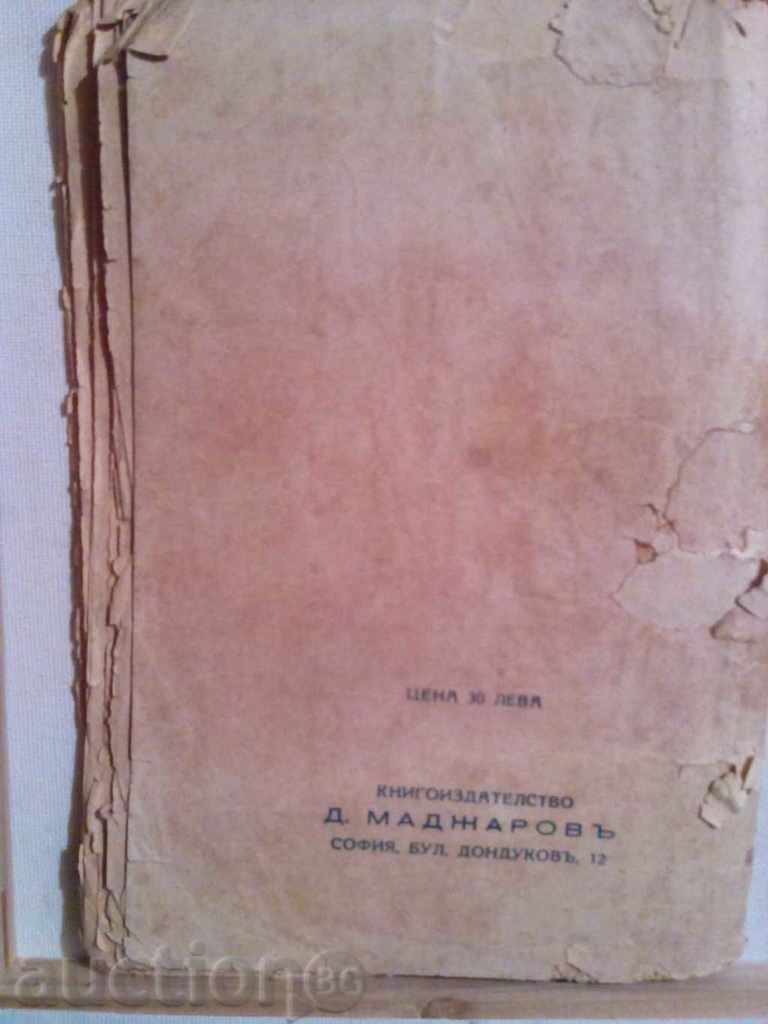 ЦЕНА 30 ЛЕВА
КНИГОИЗДАТЕЛСТВО
Д. МАДЖАРОВЪ
СОФИЯ, БУЛ. ДОНДУКОВЪ, 12
auction BG